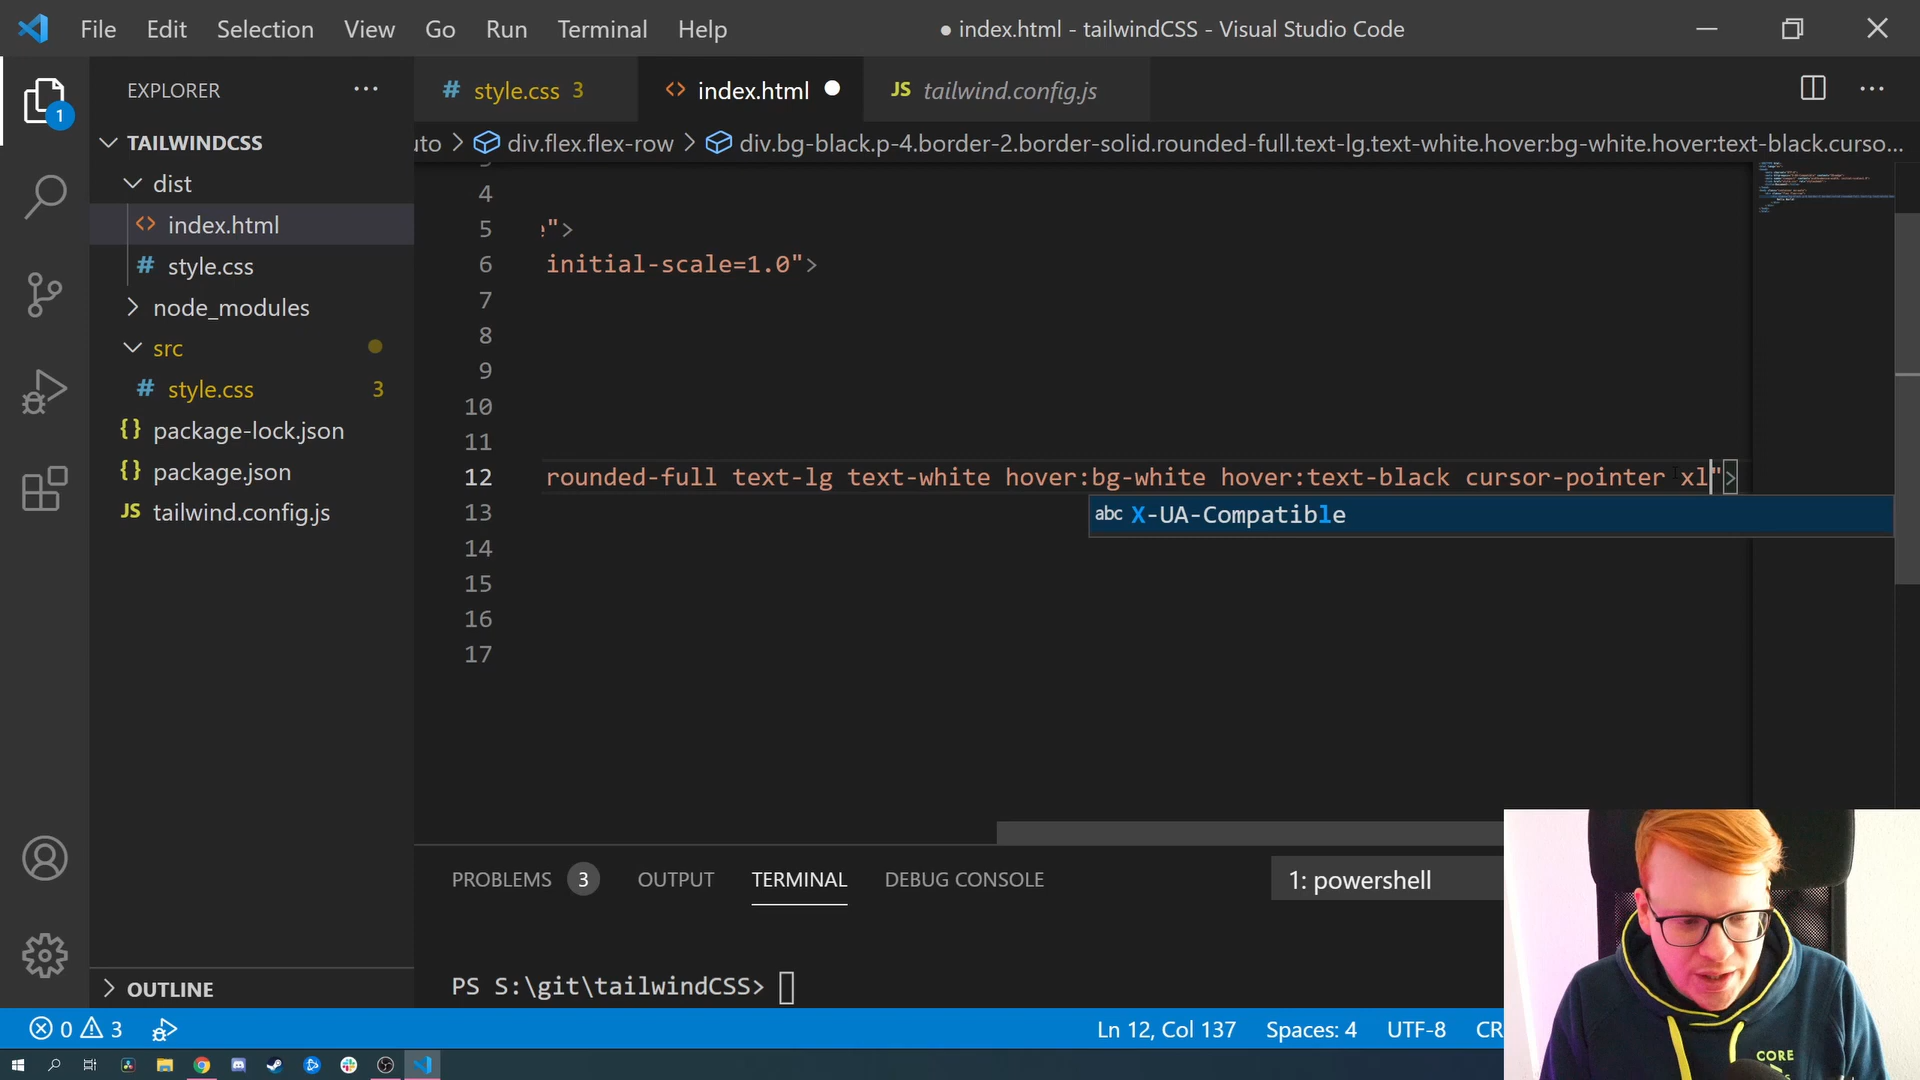 File Edit Selection View Go Run Terminal Help
● index.html - tailwindCSS - Visual Studio Code
EXPLORER ···
TAILWINDCSS
dist
index.html
style.css
node_modules
src
style.css 3
package-lock.json
package.json
tailwind.config.js
OUTLINE
1
# style.css 3
<> index.html ●
JS tailwind.config.js
uto > div.flex.flex-row > div.bg-black.p-4.border-2.border-solid.rounded-full.text-lg.text-white.hover:bg-white.hover:text-black.curso...
4
5 e">
6 initial-scale=1.0">
7
8
9
10
11
12 rounded-full text-lg text-white hover:bg-white hover:text-black cursor-pointer xl">
abc X-UA-Compatible
13
14
15
16
17
PROBLEMS 3 OUTPUT TERMINAL DEBUG CONSOLE
1: powershell
PS S:\git\tailwindCSS>
0 3
Ln 12, Col 137 Spaces: 4 UTF-8 CR
CORE